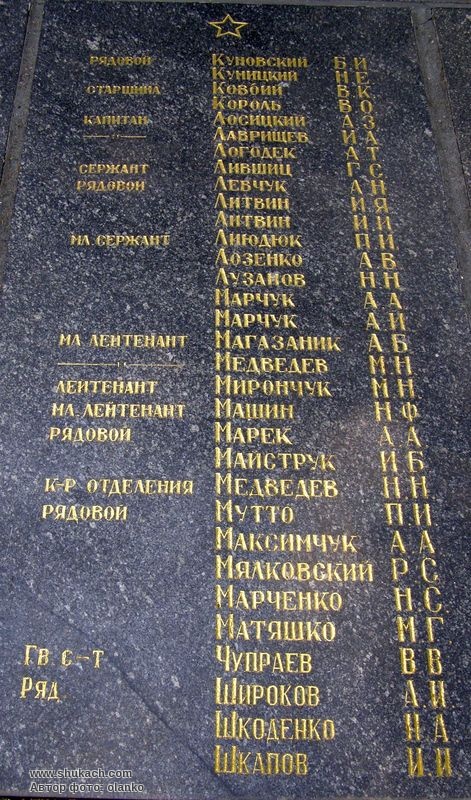 РЯДОВОЙ КУНОВСКИЙ Б.И
КУНИЦКИЙ Н Е
СТАРШИНА КОВБИЙ В К
КОРОЛЬ В О
КАПИТАН ЛОСИЦКИЙ А З
ЛАВРИЩЕВ И А
ЛОГОДЕК А Т
СЕРЖАНТ ЛИВШИЦ Г С
РЯДОВОЙ ЛЕВЧУК А Н
ЛИТВИН И Я
ЛИТВИН И И
МЛ. СЕРЖАНТ ЛИЮДЮК П И
ЛОЗЕНКО А В
ЛУЗАНОВ Н Н
МАРЧУК А А
МАРЧУК А И
МЛ ЛЕЙТЕНАНТ МАГАЗАНИК А Б
–––"––– МЕДВЕДЕВ М Н
ЛЕЙТЕНАНТ МИРОНЧУК М Н
МЛ ЛЕЙТЕНАНТ МАШИН Н Ф
РЯДОВОЙ МАРЕК А А
МАЙСТРУК И Б
К-Р ОТДЕЛЕНИЯ МЕДВЕДЕВ Н Н
РЯДОВОЙ МУТТО П И
МАКСИМЧУК А А
МЯЛКОВСКИЙ Р С
МАРЧЕНКО Н С
МАТЯШКО М Г
ГВ С-Т ЧУПРАЕВ В В
РЯД ШИРОКОВ А И
ШКОДЕНКО Н А
ШКАПОВ И И
www.shukach.com
Автор фото: olanko